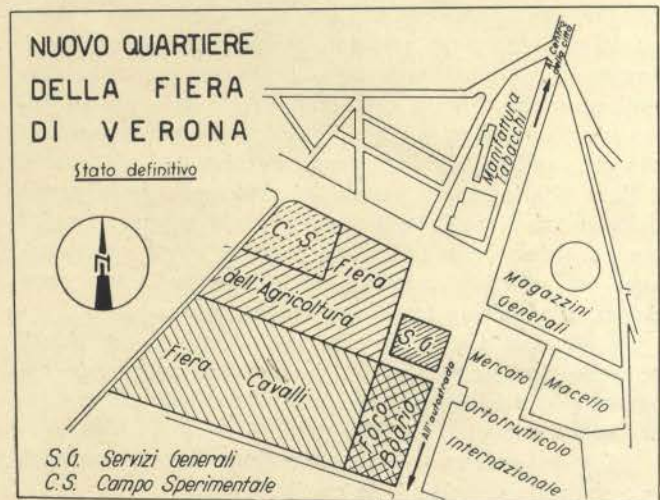 NUOVO QUARTIERE
DELLA FIERA
DI VERONA
Stato definitivo
Al Centro
della città
Manifattura
Tabacchi
C. S.
Fiera
dell'Agricoltura
Magazzini
Generali
S. G.
Fiera Cavalli
Foro
Boario
All'autostrada
Mercato
Ortofrutticolo
Internazionale
Macello
S. G. Servizi Generali
C. S. Campo Sperimentale